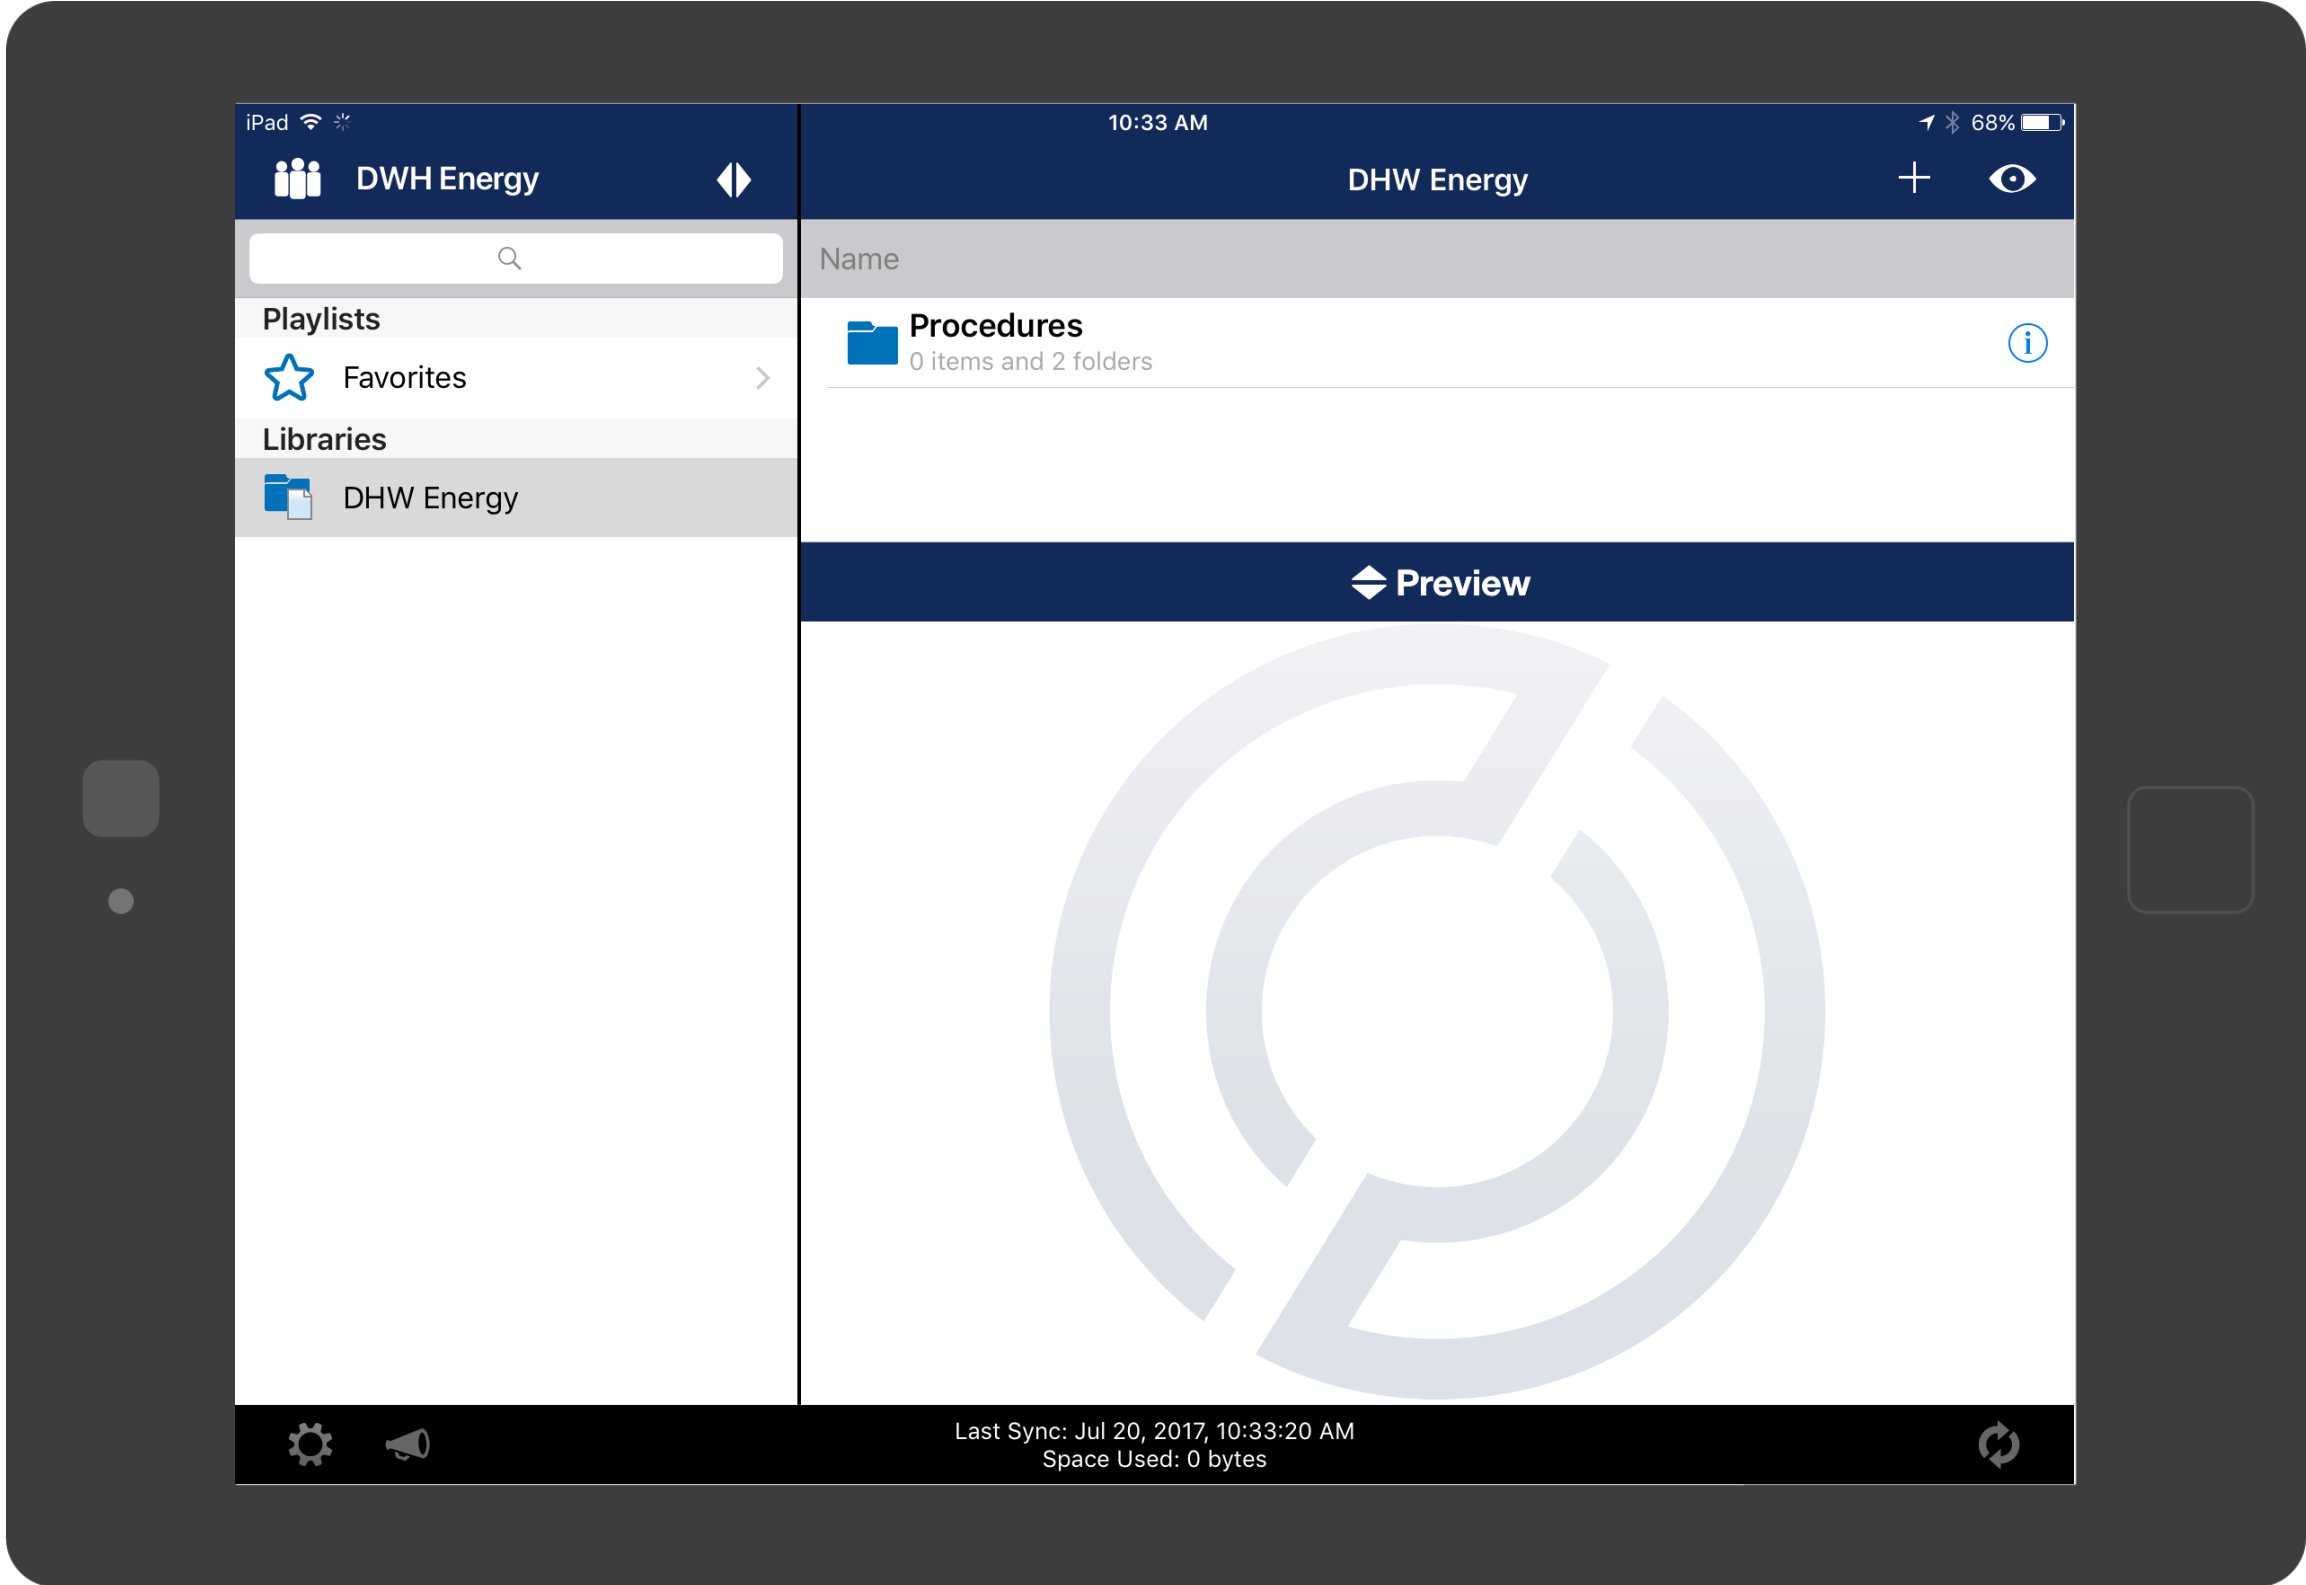 iPad
10:33 AM
68%
DWH Energy
DHW Energy
Name
Playlists
Favorites
Libraries
DHW Energy
Procedures
0 items and 2 folders
Preview
Last Sync: Jul 20, 2017, 10:33:20 AM
Space Used: 0 bytes